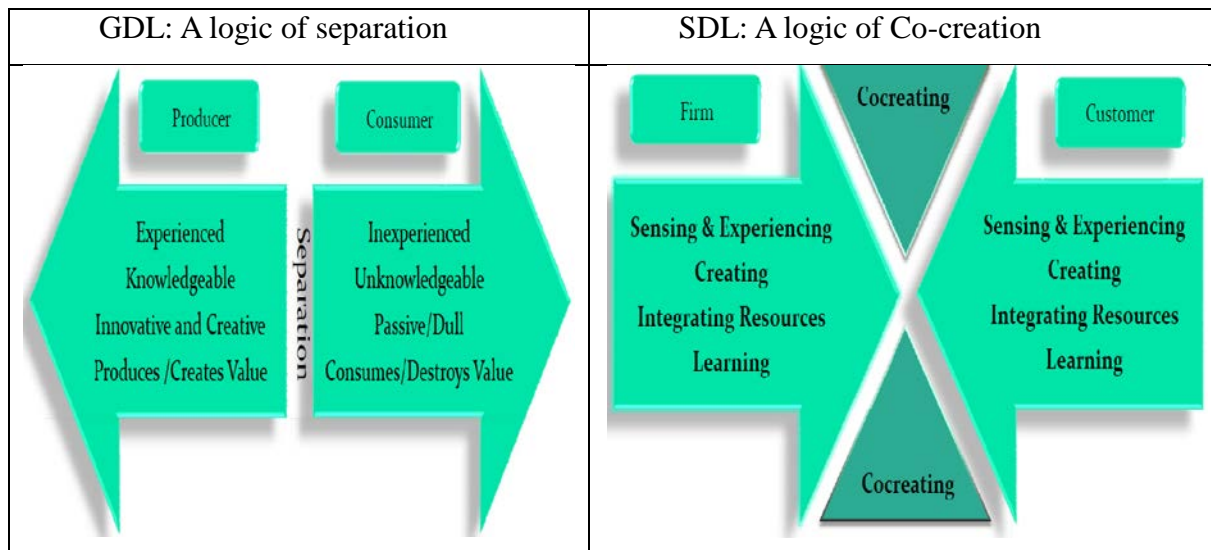 GDL: A logic of separation
Producer
Experienced
Knowledgeable
Innovative and Creative
Produces /Creates Value
Separation
Consumer
Inexperienced
Unknowledgeable
Passive/Dull
Consumes/Destroys Value
SDL: A logic of Co-creation
Firm
Sensing & Experiencing
Creating
Integrating Resources
Learning
Cocreating
Cocreating
Customer
Sensing & Experiencing
Creating
Integrating Resources
Learning